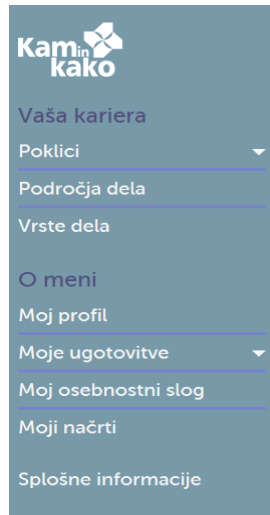 Kam in
kako
Vaša kariera
Poklici
Področja dela
Vrste dela
O meni
Moj profil
Moje ugotovitve
Moj osebnostni slog
Moji načrti
Splošne informacije